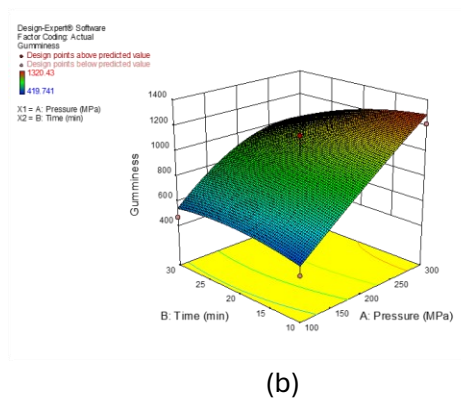 Design-Expert® Software
Factor Coding: Actual
Gumminess
Design points above predicted value
Design points below predicted value
1320.43
419.741
X1 = A: Pressure (MPa)
X2 = B: Time (min)
1400
1200
1000
800
600
400
Gumminess
30
25
20
15
10
100
150
200
250
300
B: Time (min)
A: Pressure (MPa)
(b)